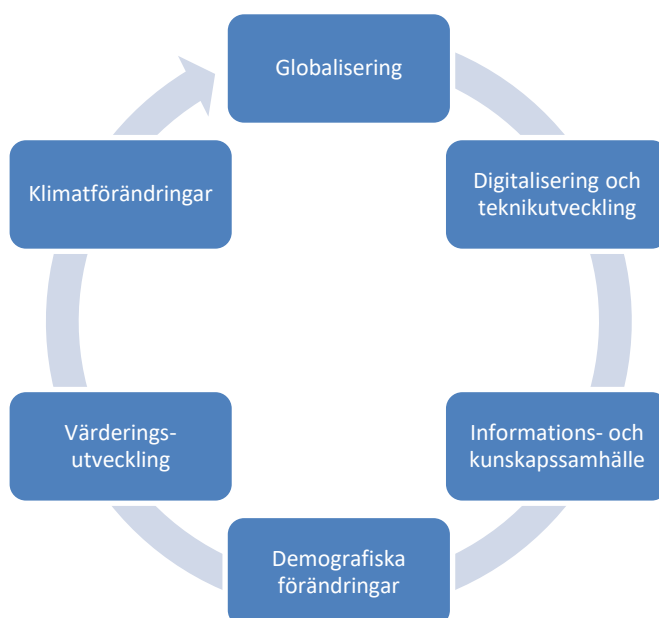 Globalisering
Digitalisering och
teknikutveckling
Informations- och
kunskapssamhälle
Demografiska
förändringar
Värderings-
utveckling
Klimatförändringar